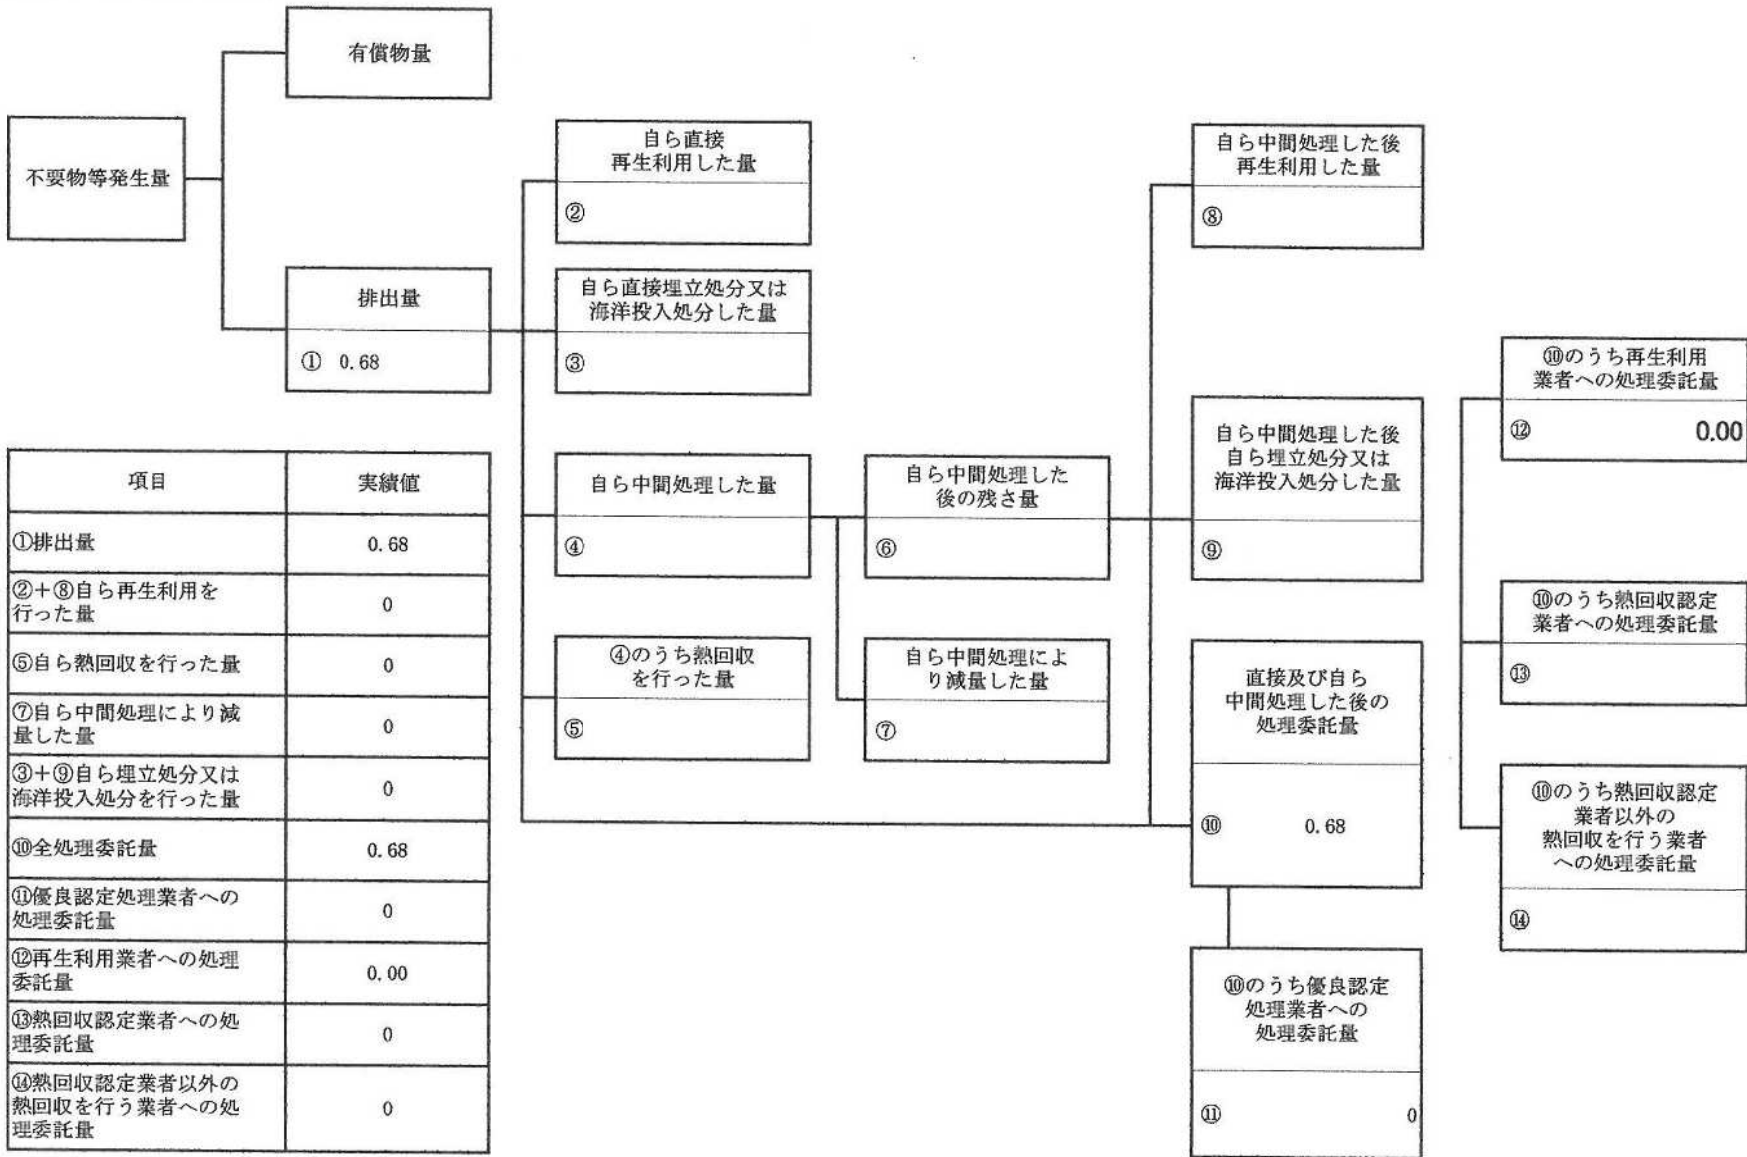 有償物量
不要物等発生量
排出量
① 0.68
自ら直接
再生利用した量
②
自ら直接埋立処分又は
海洋投入処分した量
③
自ら中間処理した量
④
④のうち熱回収
を行った量
⑤
自ら中間処理した
後の残さ量
⑥
自ら中間処理によ
り減量した量
⑦
自ら中間処理した後
再生利用した量
⑧
自ら中間処理した後
自ら埋立処分又は
海洋投入処分した量
⑨
直接及び自ら
中間処理した後の
処理委託量
⑩ 0.68
⑩のうち優良認定
処理業者への
処理委託量
⑪ 0
⑩のうち再生利用
業者への処理委託量
⑫ 0.00
⑩のうち熱回収認定
業者への処理委託量
⑬
⑩のうち熱回収認定
業者以外の
熱回収を行う業者
への処理委託量
⑭
項目 実績値
①排出量 0.68
②+⑧自ら再生利用を
行った量 0
⑤自ら熱回収を行った量 0
⑦自ら中間処理により減
量した量 0
③+⑨自ら埋立処分又は
海洋投入処分を行った量 0
⑩全処理委託量 0.68
⑪優良認定処理業者への
処理委託量 0
⑫再生利用業者への処理
委託量 0.00
⑬熱回収認定業者への処
理委託量 0
⑭熱回収認定業者以外の
熱回収を行う業者への処
理委託量 0